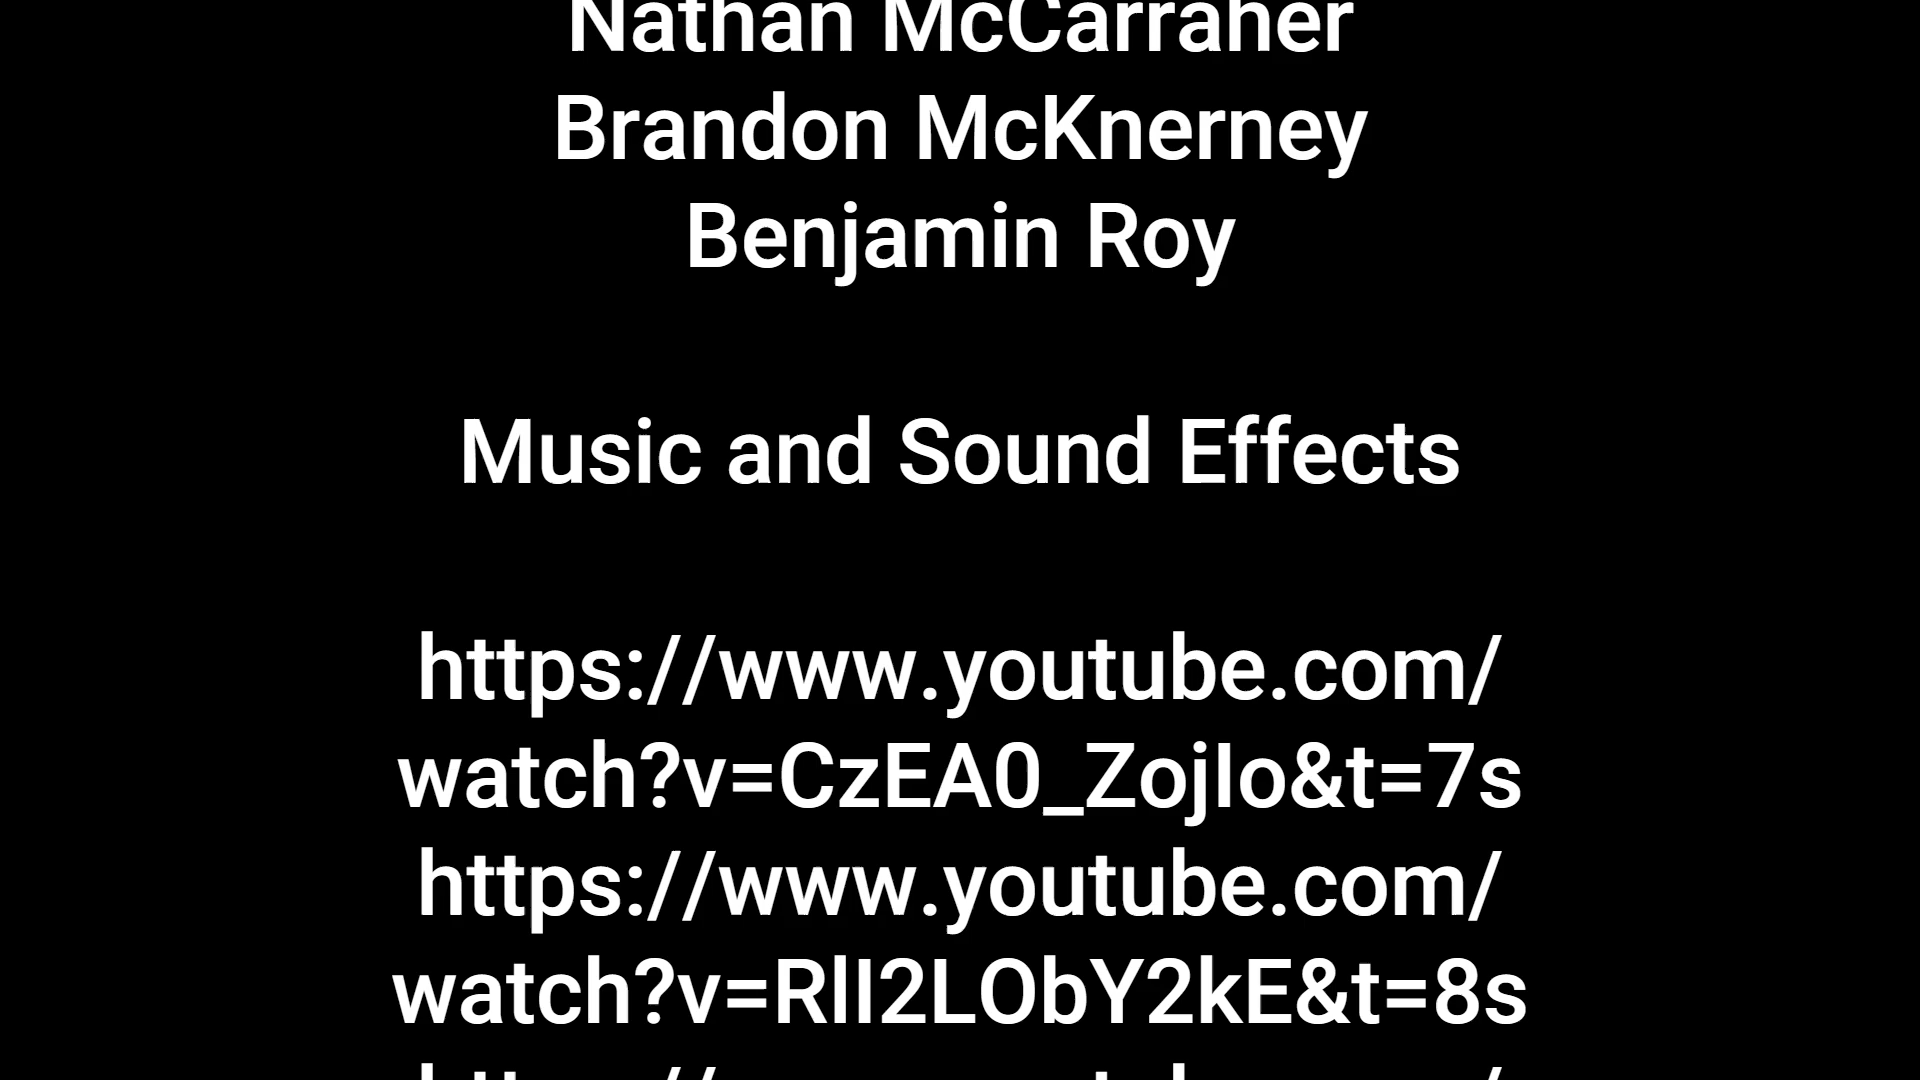 Nathan McCarraher
Brandon McKnerney
Benjamin Roy
Music and Sound Effects
https://www.youtube.com/
watch?v=CzEA0_ZojIo&t=7s
https://www.youtube.com/
watch?v=RlI2LObY2kE&t=8s